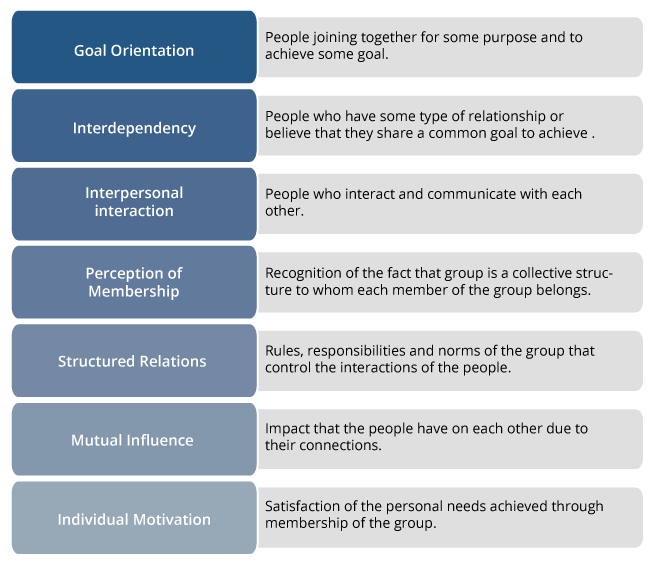 Goal Orientation
People joining together for some purpose and to
achieve some goal.
Interdependency
People who have some type of relationship or
believe that they share a common goal to achieve .
Interpersonal
interaction
People who interact and communicate with each
other.
Perception of
Membership
Recognition of the fact that group is a collective struc-
ture to whom each member of the group belongs.
Structured Relations
Rules, responsibilities and norms of the group that
control the interactions of the people.
Mutual Influence
Impact that the people have on each other due to
their connections.
Individual Motivation
Satisfaction of the personal needs achieved through
membership of the group.